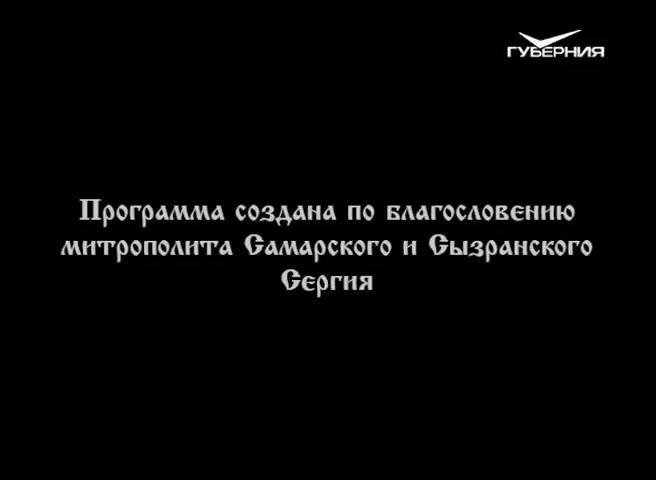 ГУБЕРНИЯ
Программа создана по благословению
митрополита Самарского и Сызранского
Сергия